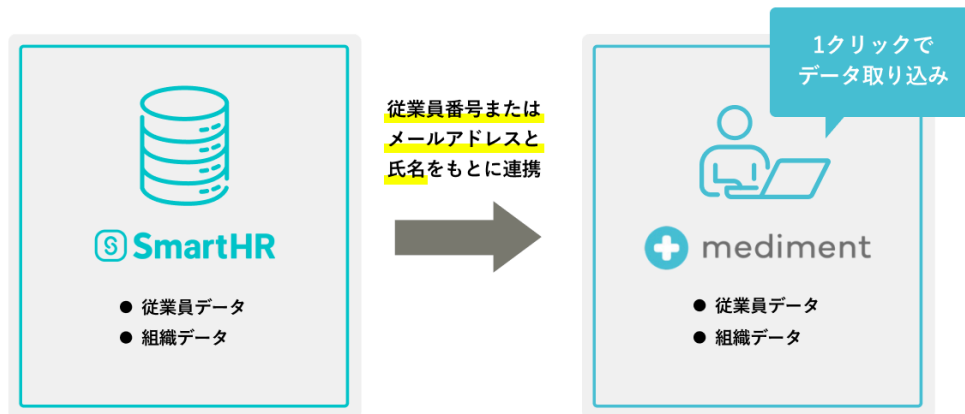 SmartHR
● 従業員データ
● 組織データ
従業員番号または
メールアドレスと
氏名をもとに連携
1クリックで
データ取り込み
mediment
● 従業員データ
● 組織データ